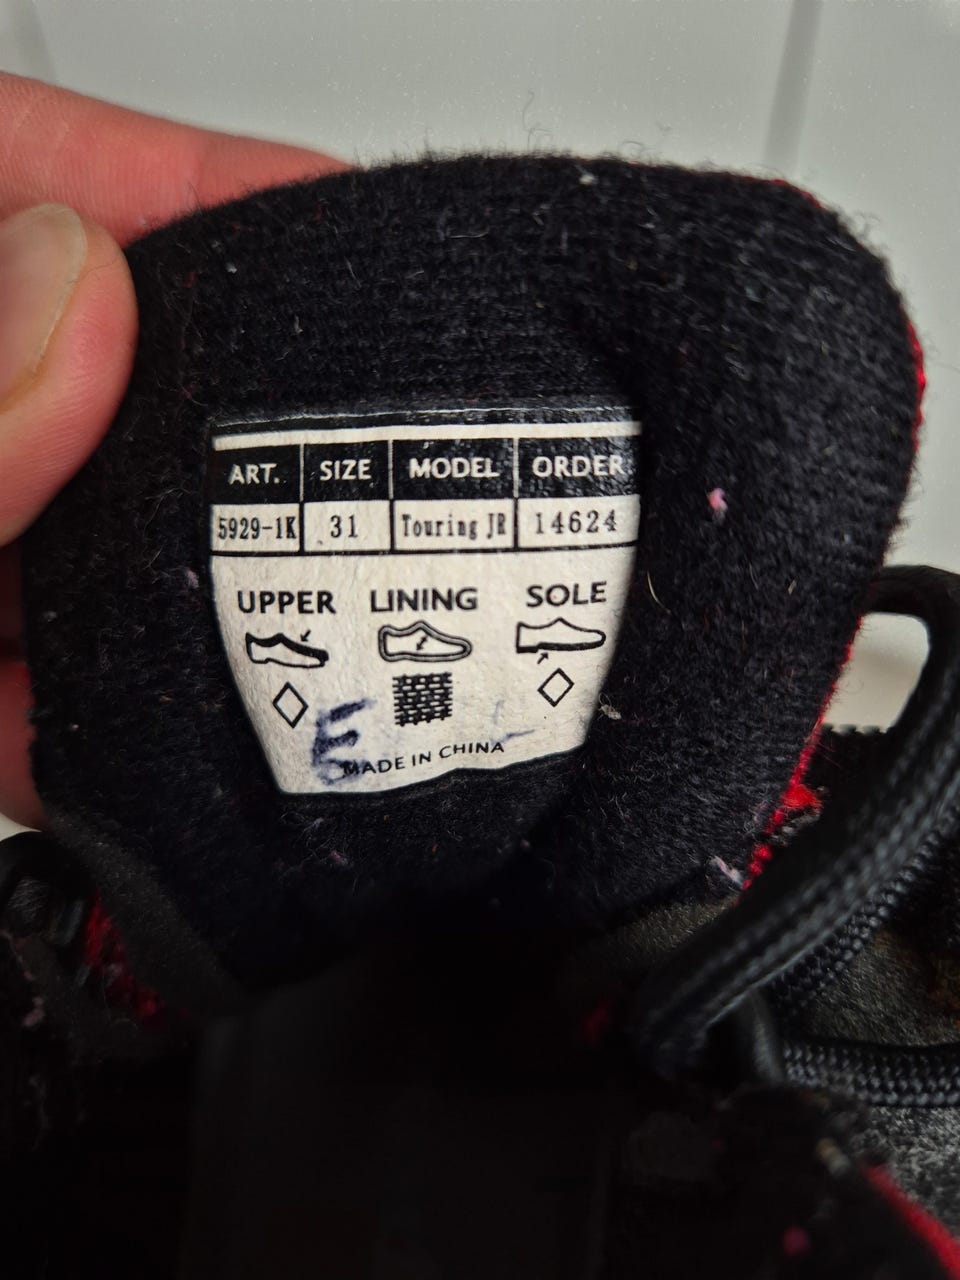 ART. SIZE MODEL ORDER
5929-1K 31 Touring JR 14624
UPPER LINING SOLE
E
MADE IN CHINA